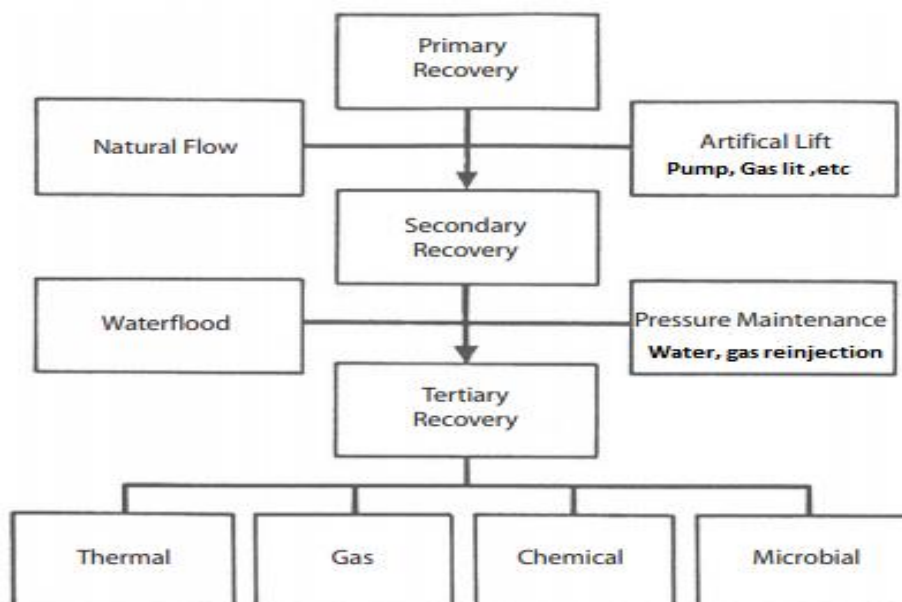 Primary
Recovery
Natural Flow
Artifical Lift
Pump, Gas lit ,etc
Secondary
Recovery
Waterflood
Pressure Maintenance
Water, gas reinjection
Tertiary
Recovery
Thermal
Gas
Chemical
Microbial